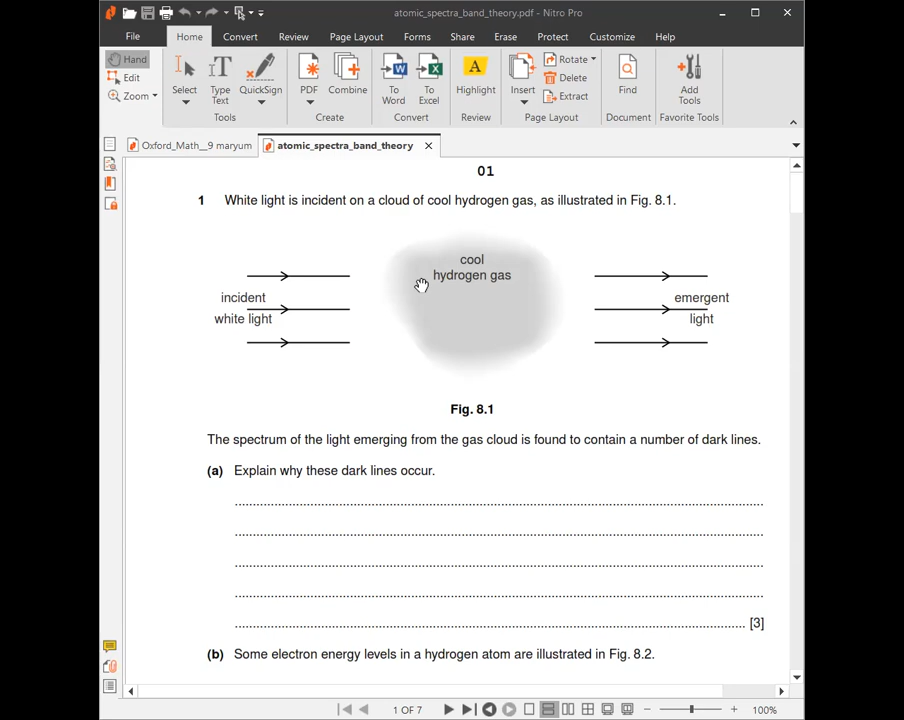 atomic_spectra_band_theory.pdf - Nitro Pro
File Home Convert Review Page Layout Forms Share Erase Protect Customize Help
Hand
Edit
Zoom
Select
Type Text
QuickSign
PDF
Combine
To Word
To Excel
Highlight
Insert
Rotate
Delete
Extract
Find
Add Tools
Tools Create Convert Review Page Layout Document Favorite Tools
Oxford_Math__9 maryum atomic_spectra_band_theory
01
1 White light is incident on a cloud of cool hydrogen gas, as illustrated in Fig. 8.1.
cool
hydrogen gas
incident
white light
emergent
light
Fig. 8.1
The spectrum of the light emerging from the gas cloud is found to contain a number of dark lines.
(a) Explain why these dark lines occur.
[3]
(b) Some electron energy levels in a hydrogen atom are illustrated in Fig. 8.2.
1 OF 7
100%